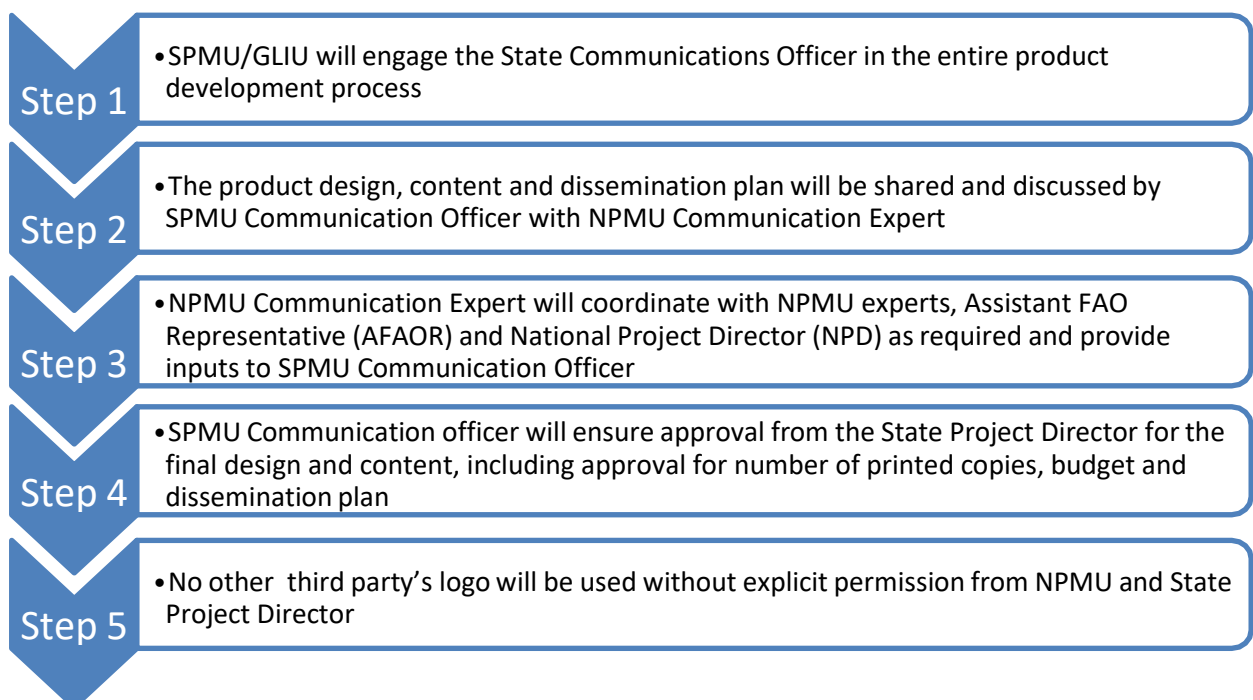 Step 1
•SPMU/GLIU will engage the State Communications Officer in the entire product
development process
Step 2
•The product design, content and dissemination plan will be shared and discussed by
SPMU Communication Officer with NPMU Communication Expert
Step 3
•NPMU Communication Expert will coordinate with NPMU experts, Assistant FAO
Representative (AFAOR) and National Project Director (NPD) as required and provide
inputs to SPMU Communication Officer
Step 4
•SPMU Communication officer will ensure approval from the State Project Director for the
final design and content, including approval for number of printed copies, budget and
dissemination plan
Step 5
•No other  third party’s logo will be used without explicit permission from NPMU and State
Project Director